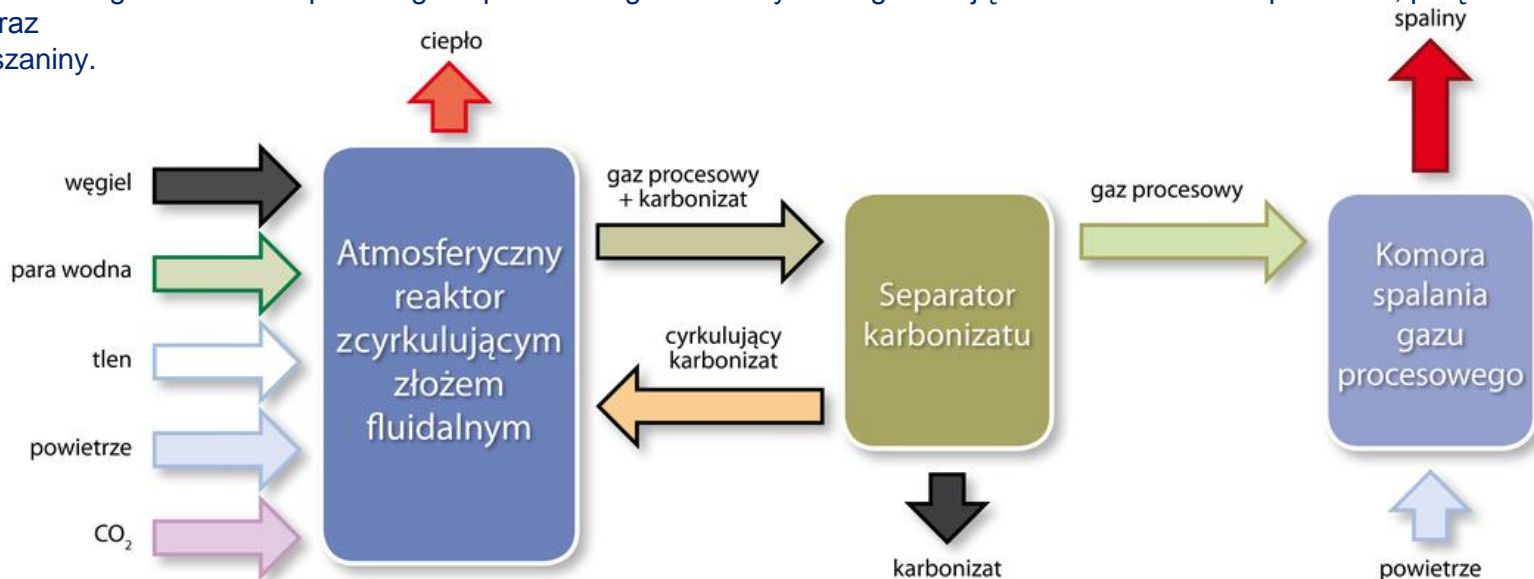 raz
szaniny.
ciepło
spaliny
węgiel
para wodna
tlen
powietrze
CO₂
Atmosferyczny
reaktor
zcyrkulującym
złożem
fluidalnym
gaz procesowy
+ karbonizat
cyrkulujący
karbonizat
Separator
karbonizatu
karbonizat
gaz procesowy
Komora
spalania
gazu
procesowego
powietrze